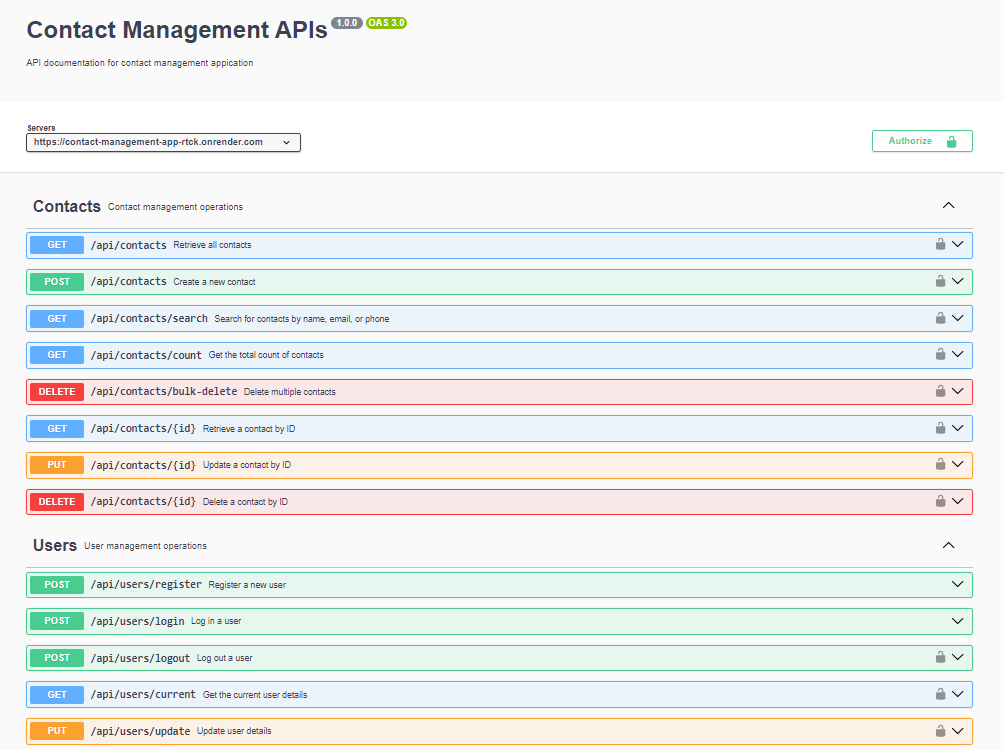 Contact Management APIs 1.0.0 OAS 3.0
API documentation for contact management appication
Servers
https://contact-management-app-rtck.onrender.com
Authorize
Contacts Contact management operations
GET /api/contacts Retrieve all contacts
POST /api/contacts Create a new contact
GET /api/contacts/search Search for contacts by name, email, or phone
GET /api/contacts/count Get the total count of contacts
DELETE /api/contacts/bulk-delete Delete multiple contacts
GET /api/contacts/{id} Retrieve a contact by ID
PUT /api/contacts/{id} Update a contact by ID
DELETE /api/contacts/{id} Delete a contact by ID
Users User management operations
POST /api/users/register Register a new user
POST /api/users/login Log in a user
POST /api/users/logout Log out a user
GET /api/users/current Get the current user details
PUT /api/users/update Update user details